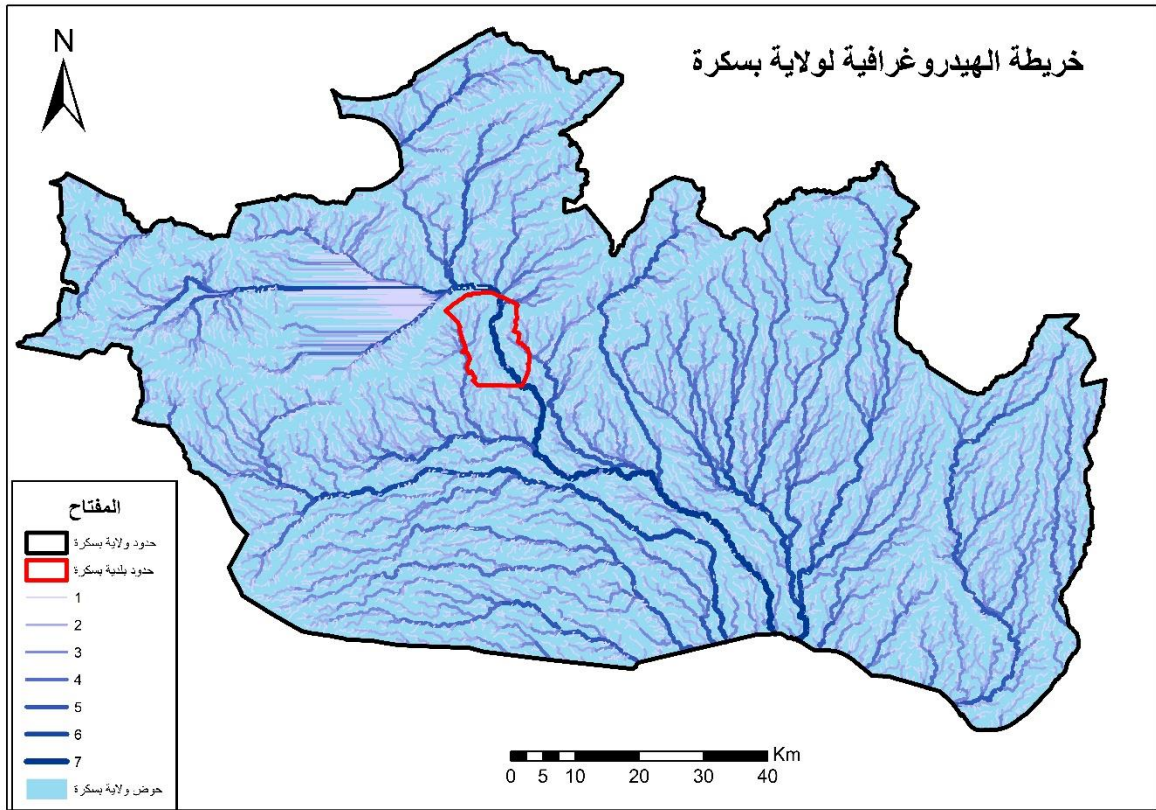 خريطة الهيدروغرافية لولاية بسكرة
N
المفتاح
حدود ولاية بسكرة
حدود بلدية بسكرة
1
2
3
4
5
6
7
حوض ولاية بسكرة
Km
0 5 10 20 30 40